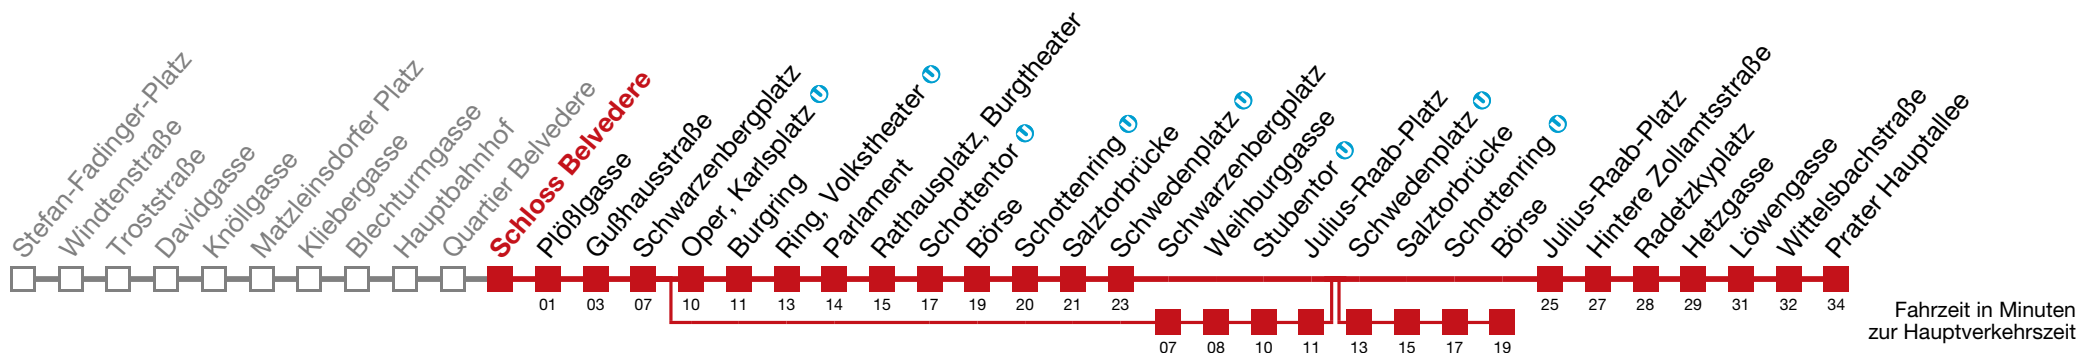 Stefan-Fadinger-Platz
Windtenstraße
Troststraße
Davidgasse
Knöllgasse
Matzleinsdorfer Platz
Kliebergasse
Blechturmgasse
Hauptbahnhof
Quartier Belvedere
Schloss Belvedere
Plößlgasse
Gußhausstraße
Schwarzenbergplatz
Oper, Karlsplatz U
Burgring
Ring, Volkstheater U
Parlament
Rathausplatz, Burgtheater
Schottentor U
Börse
Schottenring U
Salztorbrücke
Schwedenplatz U
Schwarzenbergplatz
Weihburggasse
Stubentor U
Julius-Raab-Platz
Schwedenplatz U
Salztorbrücke
Schottenring U
Börse
Julius-Raab-Platz
Hintere Zollamtsstraße
Radetzkyplatz
Hetzgasse
Löwengasse
Wittelsbachstraße
Prater Hauptallee
01 03 07 10 11 13 14 15 17 19 20 21 23 25 27 28 29 31 32 34
07 08 10 11 13 15 17 19
Fahrzeit in Minuten
zur Hauptverkehrszeit